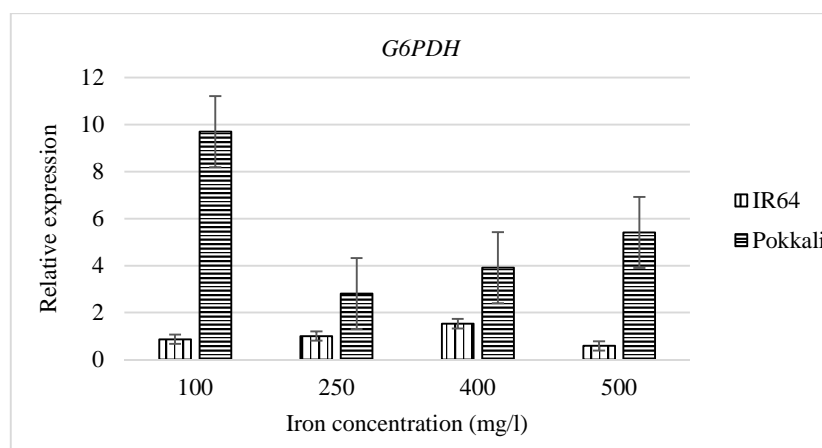 G6PDH
12
10
8
6
4
2
0
Relative expression
100 250 400 500
Iron concentration (mg/l)
IR64
Pokkali